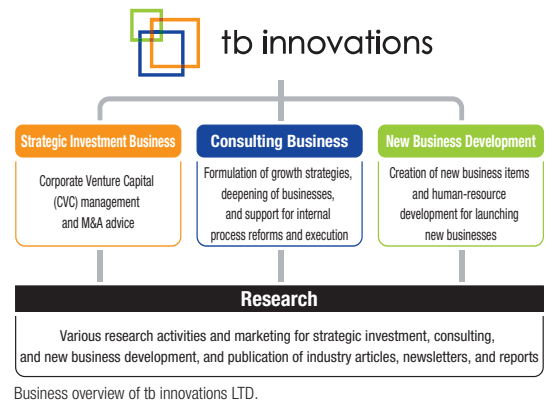 tb innovations
Strategic Investment Business
Corporate Venture Capital
(CVC) management
and M&A advice
Consulting Business
Formulation of growth strategies,
deepening of businesses,
and support for internal
process reforms and execution
New Business Development
Creation of new business items
and human-resource
development for launching
new businesses
Research
Various research activities and marketing for strategic investment, consulting,
and new business development, and publication of industry articles, newsletters, and reports
Business overview of tb innovations LTD.